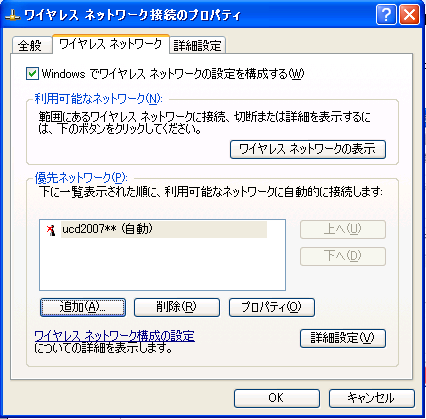 ワイヤレス ネットワーク接続のプロパティ
全般 ワイヤレス ネットワーク 詳細設定
Windows でワイヤレス ネットワークの設定を構成する(W)
利用可能なネットワーク(N):
範囲にあるワイヤレス ネットワークに接続、切断または詳細を表示するに
は、下のボタンをクリックしてください。
ワイヤレス ネットワークの表示
優先ネットワーク(P):
下に一覧表示された順に、利用可能なネットワークに自動的に接続します:
ucd2007** (自動)
上へ(U)
下へ(D)
追加(A)... 削除(R) プロパティ(O)
ワイヤレス ネットワーク構成の設定
についての詳細を表示します。
詳細設定(V)
OK キャンセル